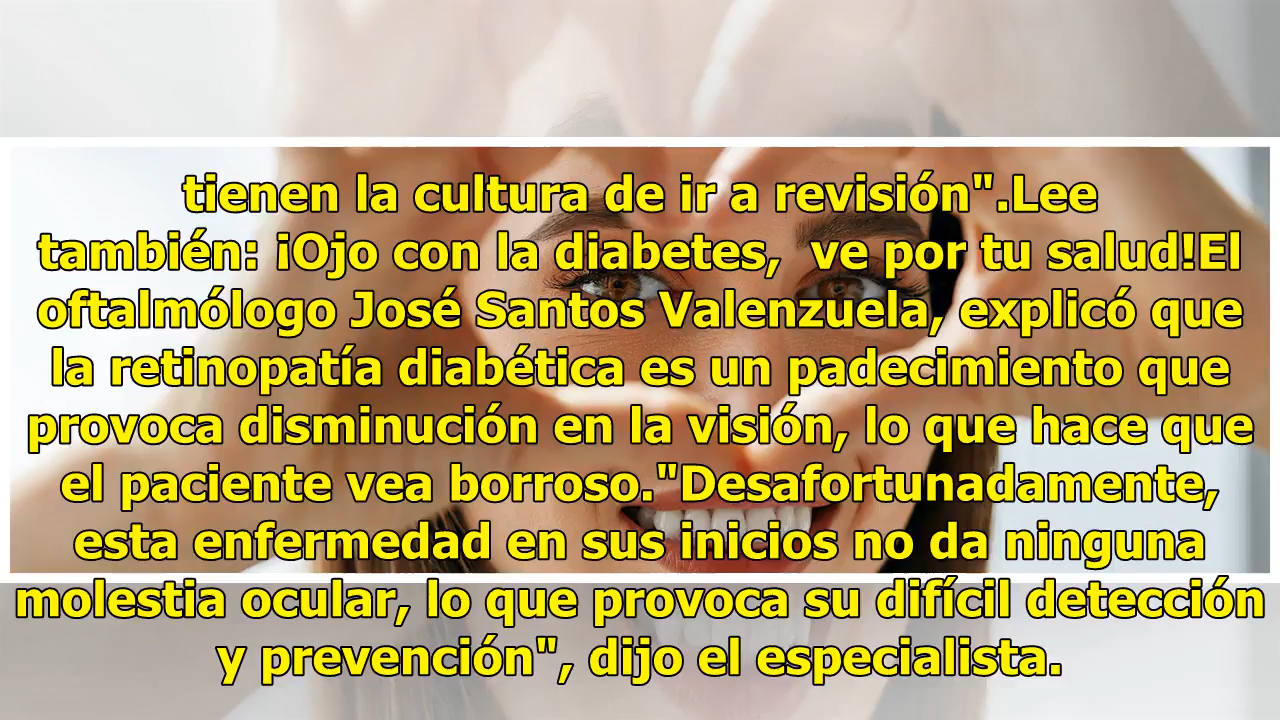 tienen la cultura de ir a revisión".Lee
también: ¡Ojo con la diabetes,  ve por tu salud!El
oftalmólogo José Santos Valenzuela, explicó que
la retinopatía diabética es un padecimiento que
provoca disminución en la visión, lo que hace que
el paciente vea borroso."Desafortunadamente,
esta enfermedad en sus inicios no da ninguna
molestia ocular, lo que provoca su difícil detección
y prevención", dijo el especialista.